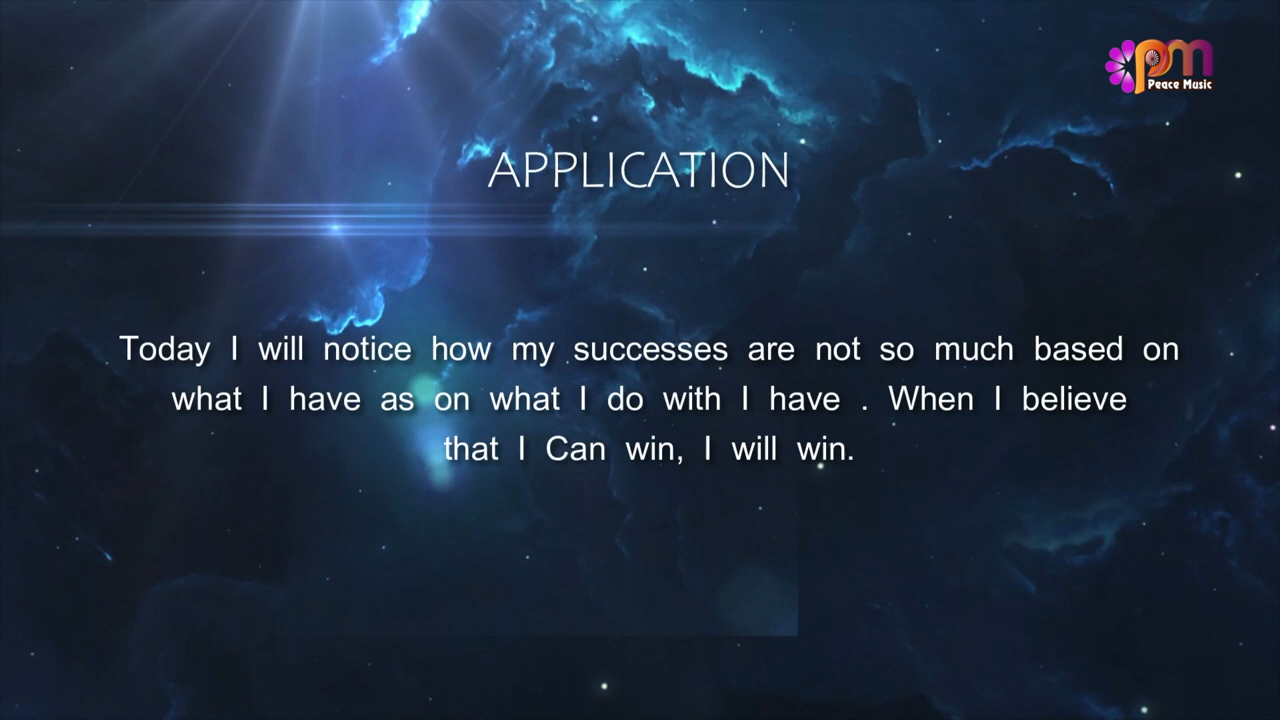 pm
Peace Music
APPLICATION
Today I will notice how my successes are not so much based on
what I have as on what I do with I have . When I believe
that I Can win, I will win.